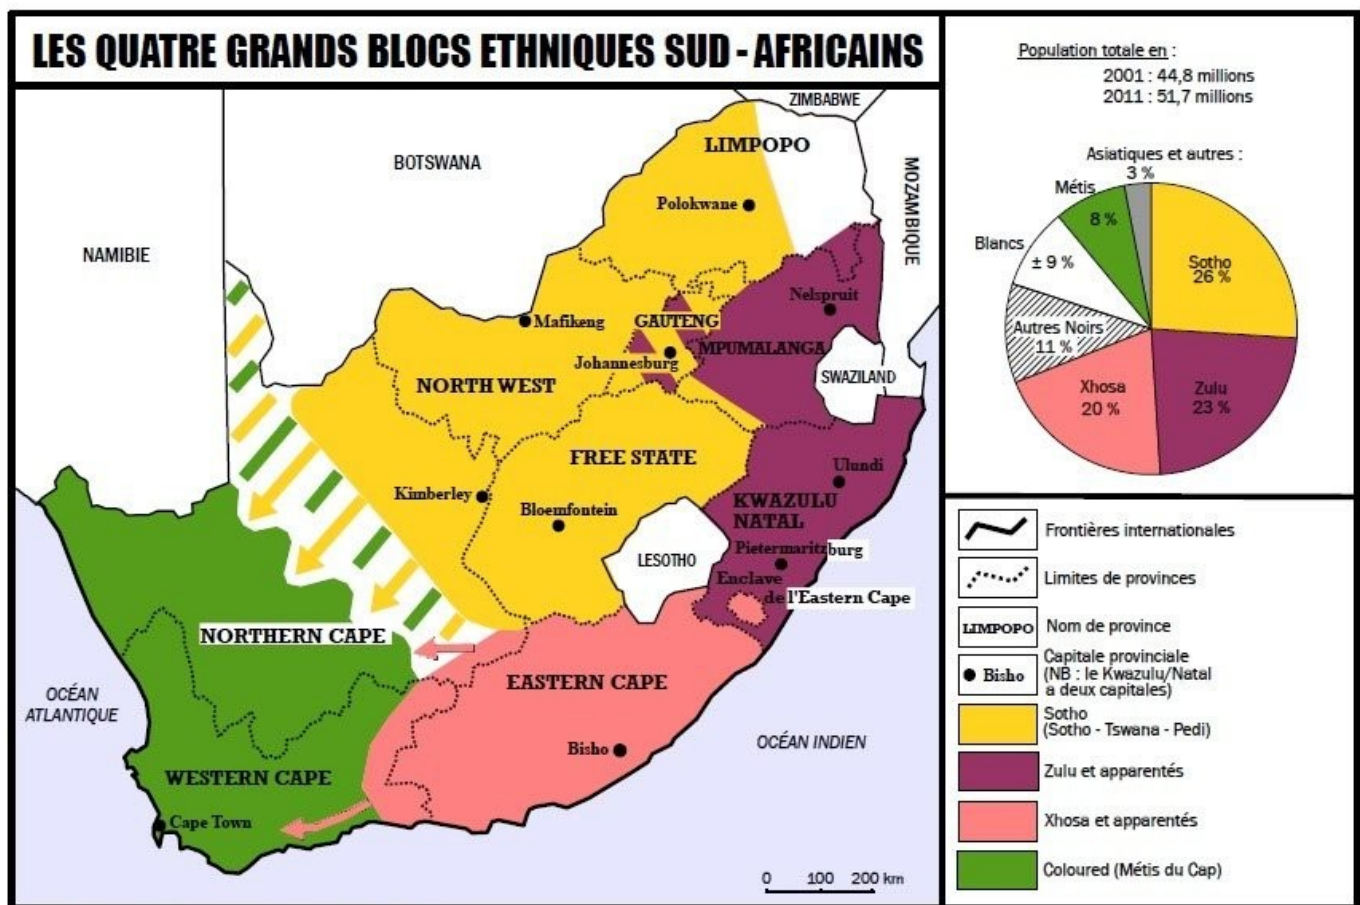 LES QUATRE GRANDS BLOCS ETHNIQUES SUD - AFRICAINS
ZIMBABWE
LIMPOPO
BOTSWANA
MOZAMBIQUE
Polokwane
NAMIBIE
Nelspruit
Mafikeng
GAUTENG
MPUMALANGA
Johannesburg
SWAZILAND
NORTH WEST
FREE STATE
Ulundi
Kimberley
KWAZULU
NATAL
Bloemfontein
Pietermaritzburg
LESOTHO
Enclave
de l'Eastern Cape
NORTHERN CAPE
EASTERN CAPE
OCÉAN
ATLANTIQUE
OCÉAN INDIEN
Bisho
WESTERN CAPE
Cape Town
0 100 200 km
Population totale en :
2001 : 44,8 millions
2011 : 51,7 millions
Asiatiques et autres :
3 %
Métis
8 %
Blancs
± 9 %
Sotho
26 %
Autres Noirs
11 %
Xhosa
20 %
Zulu
23 %
Frontières internationales
Limites de provinces
LIMPOPO Nom de province
Bisho Capitale provinciale
(NB : le Kwazulu/Natal
a deux capitales)
Sotho
(Sotho - Tswana - Pedi)
Zulu et apparentés
Xhosa et apparentés
Coloured (Métis du Cap)